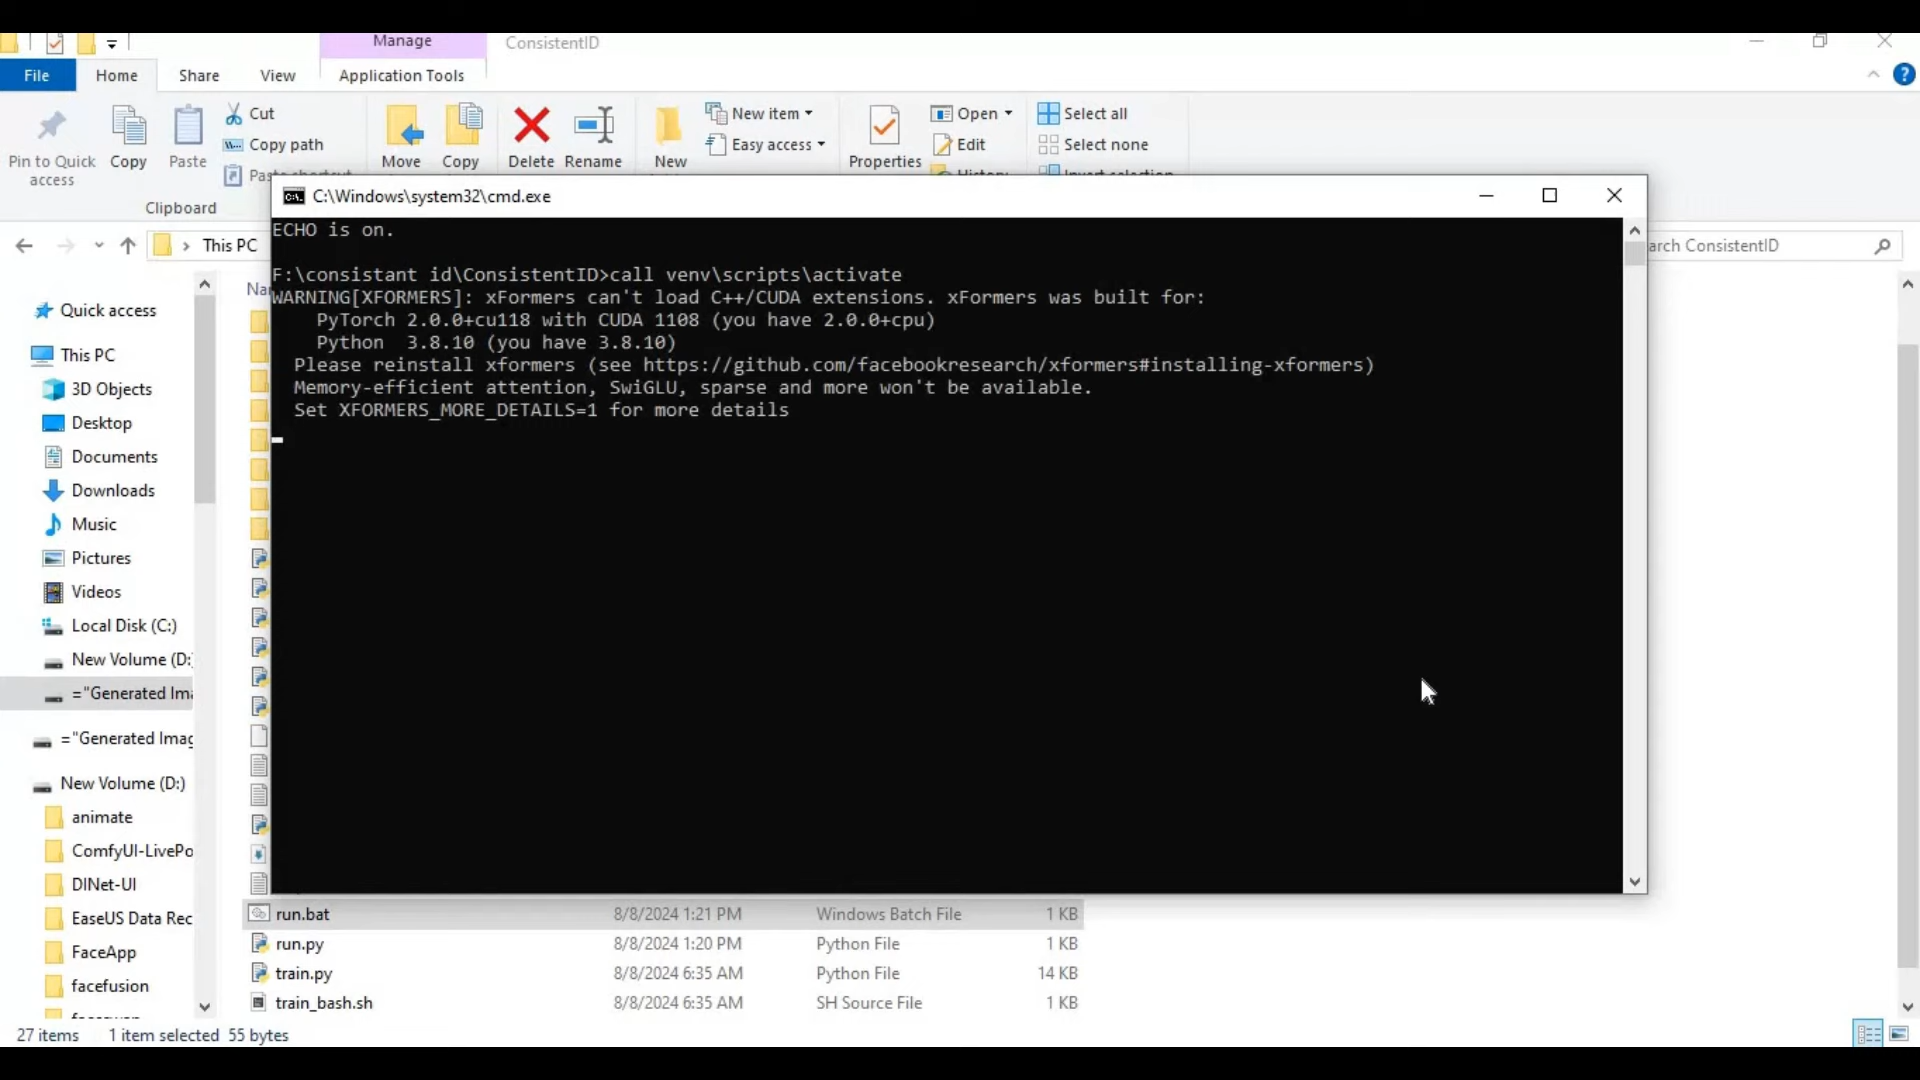 Manage
ConsistentID
File
Home
Share
View
Application Tools
Pin to Quick
access
Copy
Paste
Cut
Copy path
Clipboard
Move
Copy
Delete
Rename
New
New item
Easy access
Properties
Open
Edit
History
Select all
Select none
Invert selection
This PC
arch ConsistentID
C:\Windows\system32\cmd.exe
ECHO is on.
F:\consistant id\ConsistentID>call venv\scripts\activate
WARNING[XFORMERS]: xFormers can't load C++/CUDA extensions. xFormers was built for:
PyTorch 2.0.0+cu118 with CUDA 1108 (you have 2.0.0+cpu)
Python  3.8.10 (you have 3.8.10)
Please reinstall xformers (see https://github.com/facebookresearch/xformers#installing-xformers)
Memory-efficient attention, SwiGLU, sparse and more won't be available.
Set XFORMERS_MORE_DETAILS=1 for more details
Quick access
This PC
3D Objects
Desktop
Documents
Downloads
Music
Pictures
Videos
Local Disk (C:)
New Volume (D:
="Generated Ima
="Generated Imag
New Volume (D:)
animate
ComfyUI-LivePo
DINet-UI
EaseUS Data Rec
FaceApp
facefusion
run.bat 8/8/2024 1:21 PM Windows Batch File 1 KB
run.py 8/8/2024 1:20 PM Python File 1 KB
train.py 8/8/2024 6:35 AM Python File 14 KB
train_bash.sh 8/8/2024 6:35 AM SH Source File 1 KB
27 items 1 item selected 55 bytes